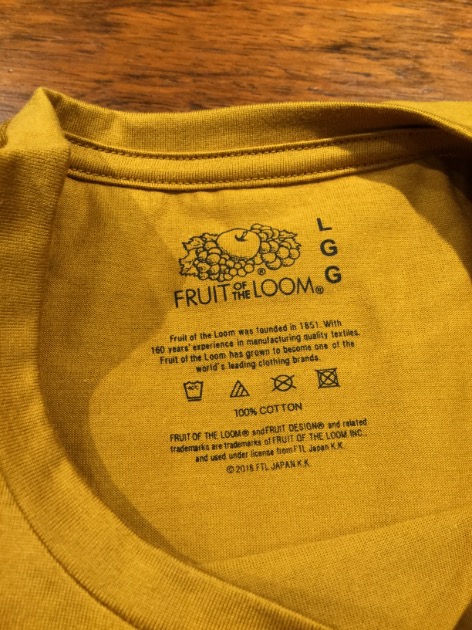 L
G
G
FRUIT OF THE LOOM®
Fruit of the Loom was founded in 1851. With
160 years' experience in manufacturing quality textiles,
Fruit of the Loom has grown to become one of the
world's leading clothing brands.
40℃
100% COTTON
FRUIT OF THE LOOM® and FRUIT DESIGN® and related
trademarks are trademarks of FRUIT OF THE LOOM INC.,
and used under license from FTL Japan K.K.
©2018 FTL JAPAN K.K.